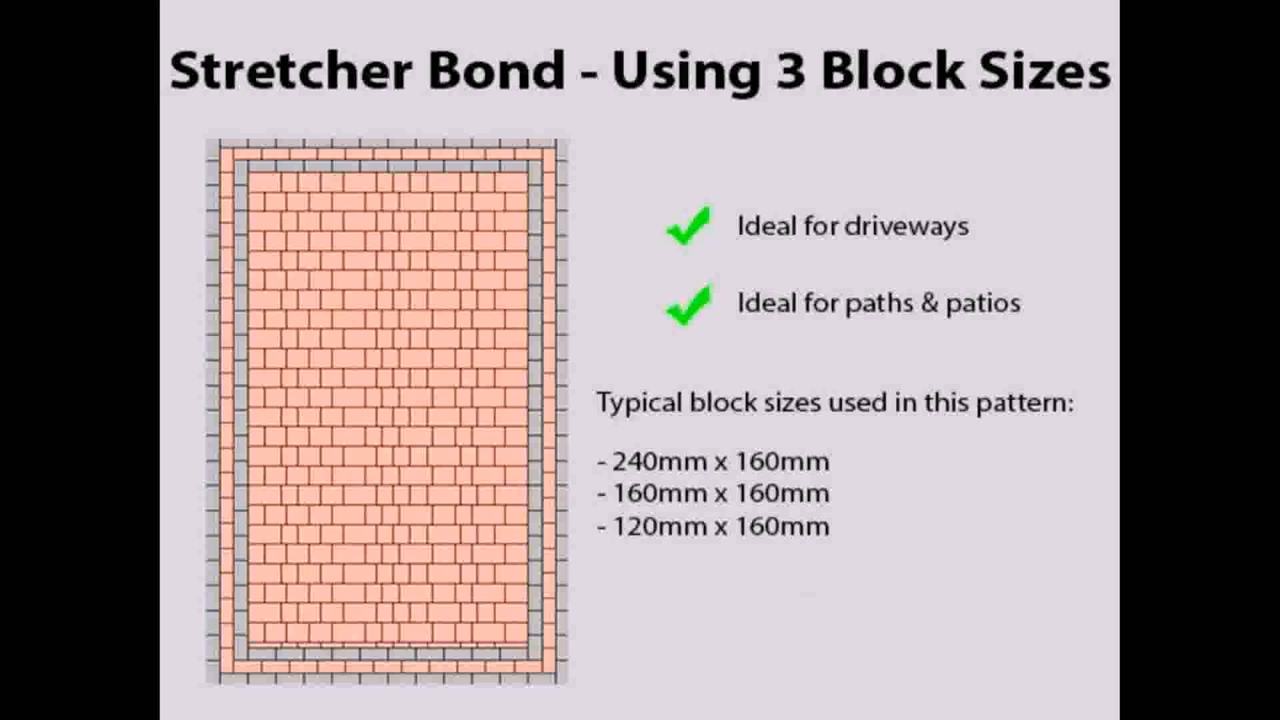 Stretcher Bond - Using 3 Block Sizes
Ideal for driveways
Ideal for paths & patios
Typical block sizes used in this pattern:
- 240mm x 160mm
- 160mm x 160mm
- 120mm x 160mm